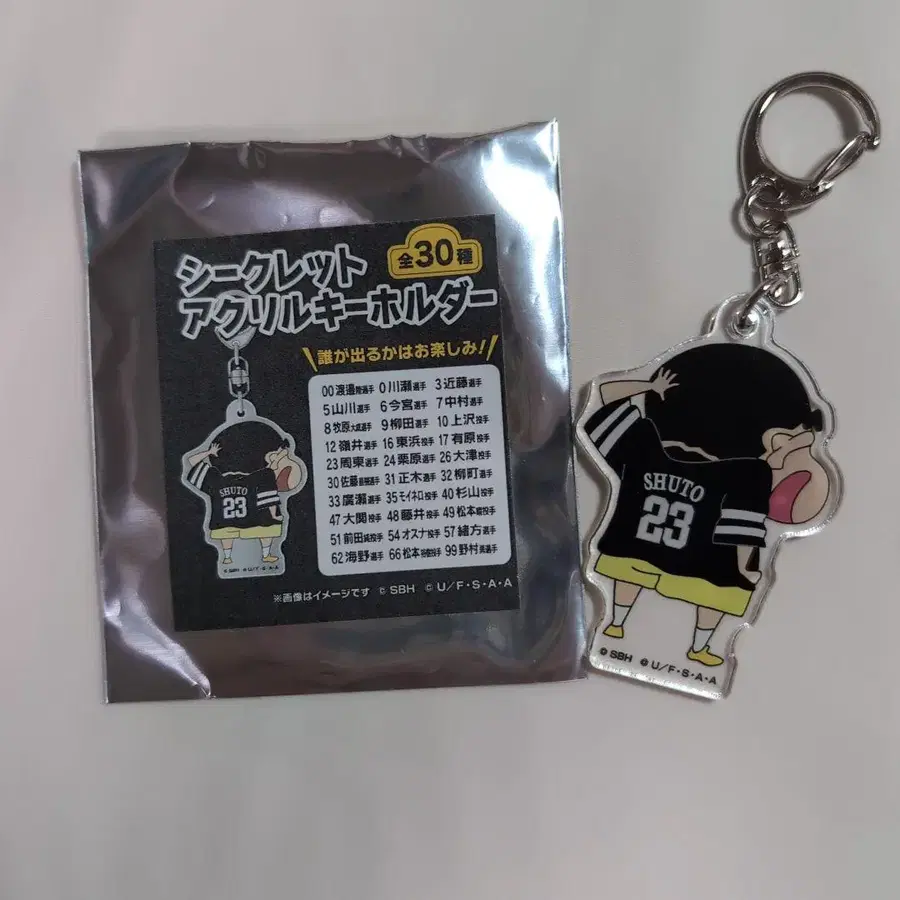 シークレット
全30種
アクリルキーホルダー
誰が出るかはお楽しみ!
00 渡邉陸選手 0 川瀬選手 3 近藤選手
5 山川選手 6 今宮選手 7 中村選手
8 牧原大成選手 9 柳田選手 10 上沢投手
12 嶺井選手 16 東浜投手 17 有原投手
23 周東選手 24 栗原選手 26 大津投手
30 佐藤直樹選手 31 正木選手 32 柳町選手
33 廣瀬選手 35 モイネロ投手 40 杉山投手
47 大関投手 48 藤井投手 49 松本晴投手
51 前田純投手 54 オスナ投手 57 緒方選手
62 海野選手 66 松本裕樹投手 99 野村勇選手
SHUTO
23
© SBH © U/F・S・A・A
※画像はイメージです © SBH © U/F・S・A・A
SHUTO
23
© SBH © U/F・S・A・A